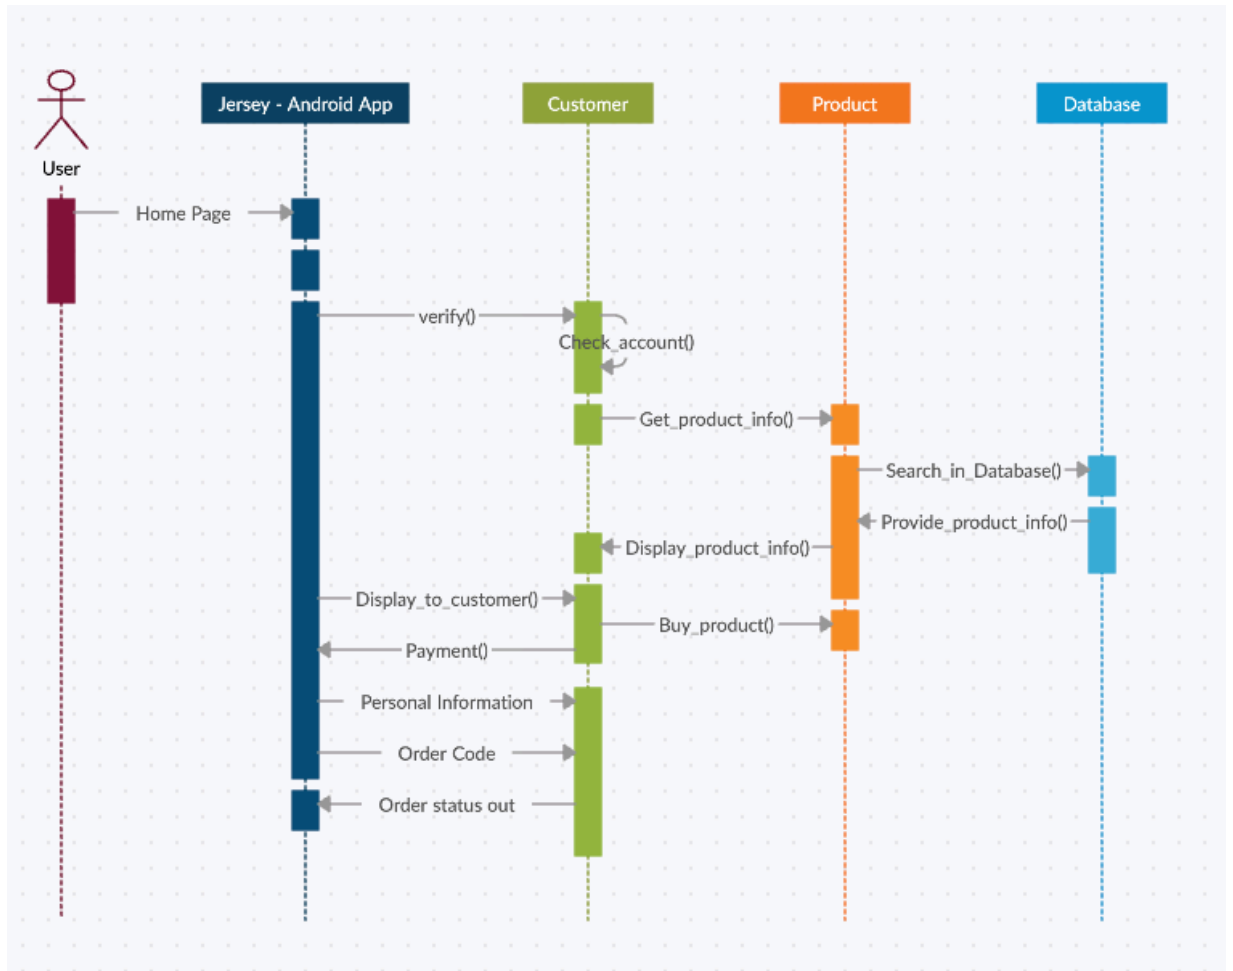 Jersey - Android App
Customer
Product
Database
User
Home Page
verify()
Check_account()
Get_product_info()
Search_in_Database()
Provide_product_info()
Display_product_info()
Display_to_customer()
Buy_product()
Payment()
Personal Information
Order Code
Order status out